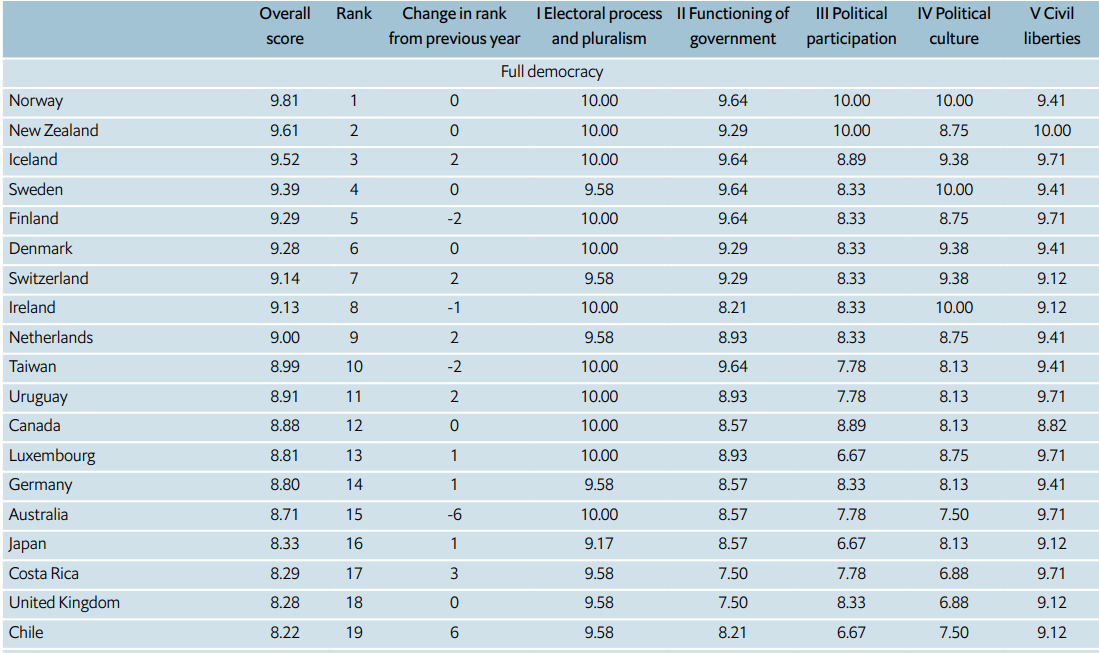 Overall score Rank Change in rank from previous year I Electoral process and pluralism II Functioning of government III Political participation IV Political culture V Civil liberties
Full democracy
Norway 9.81 1 0 10.00 9.64 10.00 10.00 9.41
New Zealand 9.61 2 0 10.00 9.29 10.00 8.75 10.00
Iceland 9.52 3 2 10.00 9.64 8.89 9.38 9.71
Sweden 9.39 4 0 9.58 9.64 8.33 10.00 9.41
Finland 9.29 5 -2 10.00 9.64 8.33 8.75 9.71
Denmark 9.28 6 0 10.00 9.29 8.33 9.38 9.41
Switzerland 9.14 7 2 9.58 9.29 8.33 9.38 9.12
Ireland 9.13 8 -1 10.00 8.21 8.33 10.00 9.12
Netherlands 9.00 9 2 9.58 8.93 8.33 8.75 9.41
Taiwan 8.99 10 -2 10.00 9.64 7.78 8.13 9.41
Uruguay 8.91 11 2 10.00 8.93 7.78 8.13 9.71
Canada 8.88 12 0 10.00 8.57 8.89 8.13 8.82
Luxembourg 8.81 13 1 10.00 8.93 6.67 8.75 9.71
Germany 8.80 14 1 9.58 8.57 8.33 8.13 9.41
Australia 8.71 15 -6 10.00 8.57 7.78 7.50 9.71
Japan 8.33 16 1 9.17 8.57 6.67 8.13 9.12
Costa Rica 8.29 17 3 9.58 7.50 7.78 6.88 9.71
United Kingdom 8.28 18 0 9.58 7.50 8.33 6.88 9.12
Chile 8.22 19 6 9.58 8.21 6.67 7.50 9.12